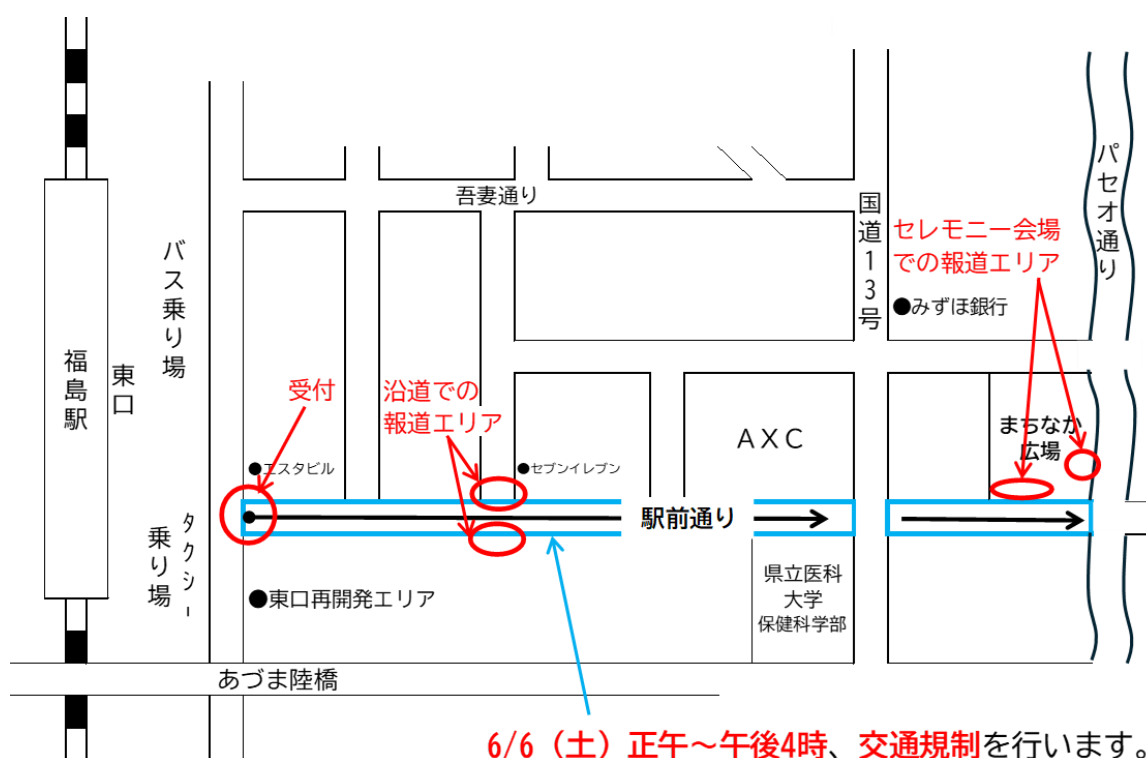 吾妻通り
パセオ通り
国道13号
セレモニー会場
での報道エリア
●みずほ銀行
バス乗り場
福島駅
東口
受付
沿道での
報道エリア
AXC
まちなか
広場
●エスタビル
●セブンイレブン
駅前通り
タクシー
乗り場
●東口再開発エリア
県立医科
大学
保健科学部
あづま陸橋
6/6（土）正午～午後4時、交通規制を行います。